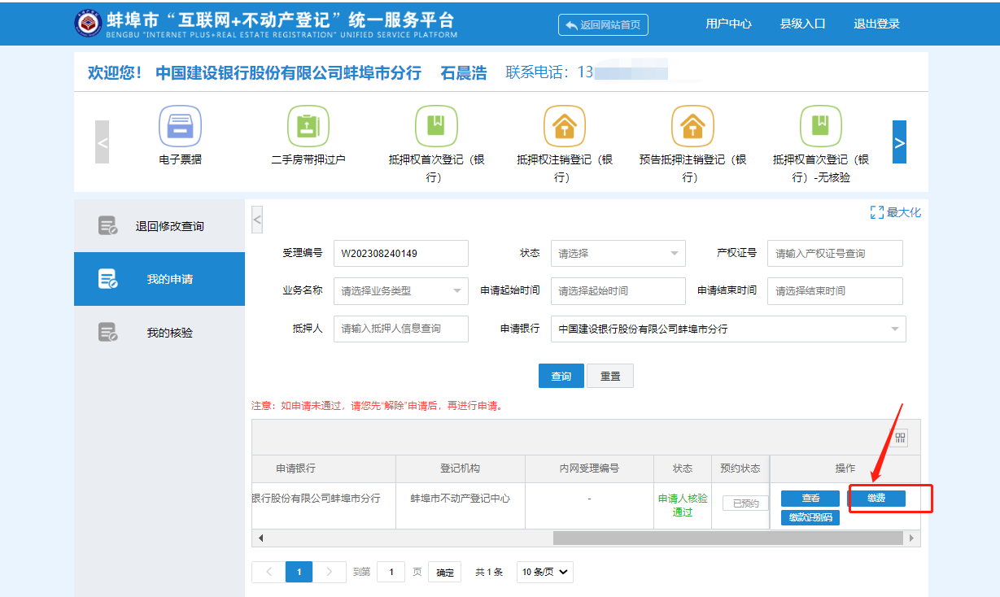 蚌埠市“互联网+不动产登记”统一服务平台
BENGBU "INTERNET PLUS+REAL ESTATE REGISTRATION" UNIFIED SERVICE PLATFORM
返回网站首页
用户中心
县级入口
退出登录
欢迎您！ 中国建设银行股份有限公司蚌埠市分行 石晨浩 联系电话：13
<
电子票据
二手房带押过户
抵押权首次登记（银
行）
抵押权注销登记（银
行）
预告抵押注销登记（银
行）
抵押权首次登记（银
行）-无核验
>
退回修改查询
我的申请
我的核验
<
最大化
受理编号 W202308240149 状态 请选择 产权证号 请输入产权证号查询
业务名称 请选择业务类型 申请起始时间 请选择起始时间 申请结束时间 请选择结束时间
抵押人 请输入抵押人信息查询 申请银行 中国建设银行股份有限公司蚌埠市分行
查询 重置
注意：如申请未通过，请您先“解除”申请后，再进行申请。
申请银行 登记机构 内网受理编号 状态 预约状态 操作
银行股份有限公司蚌埠市分行 蚌埠市不动产登记中心 - 申请人核验
通过
已预约
查看 缴费
缴款识别码
< 1 > 到第 1 页 确定 共 1 条 10 条/页